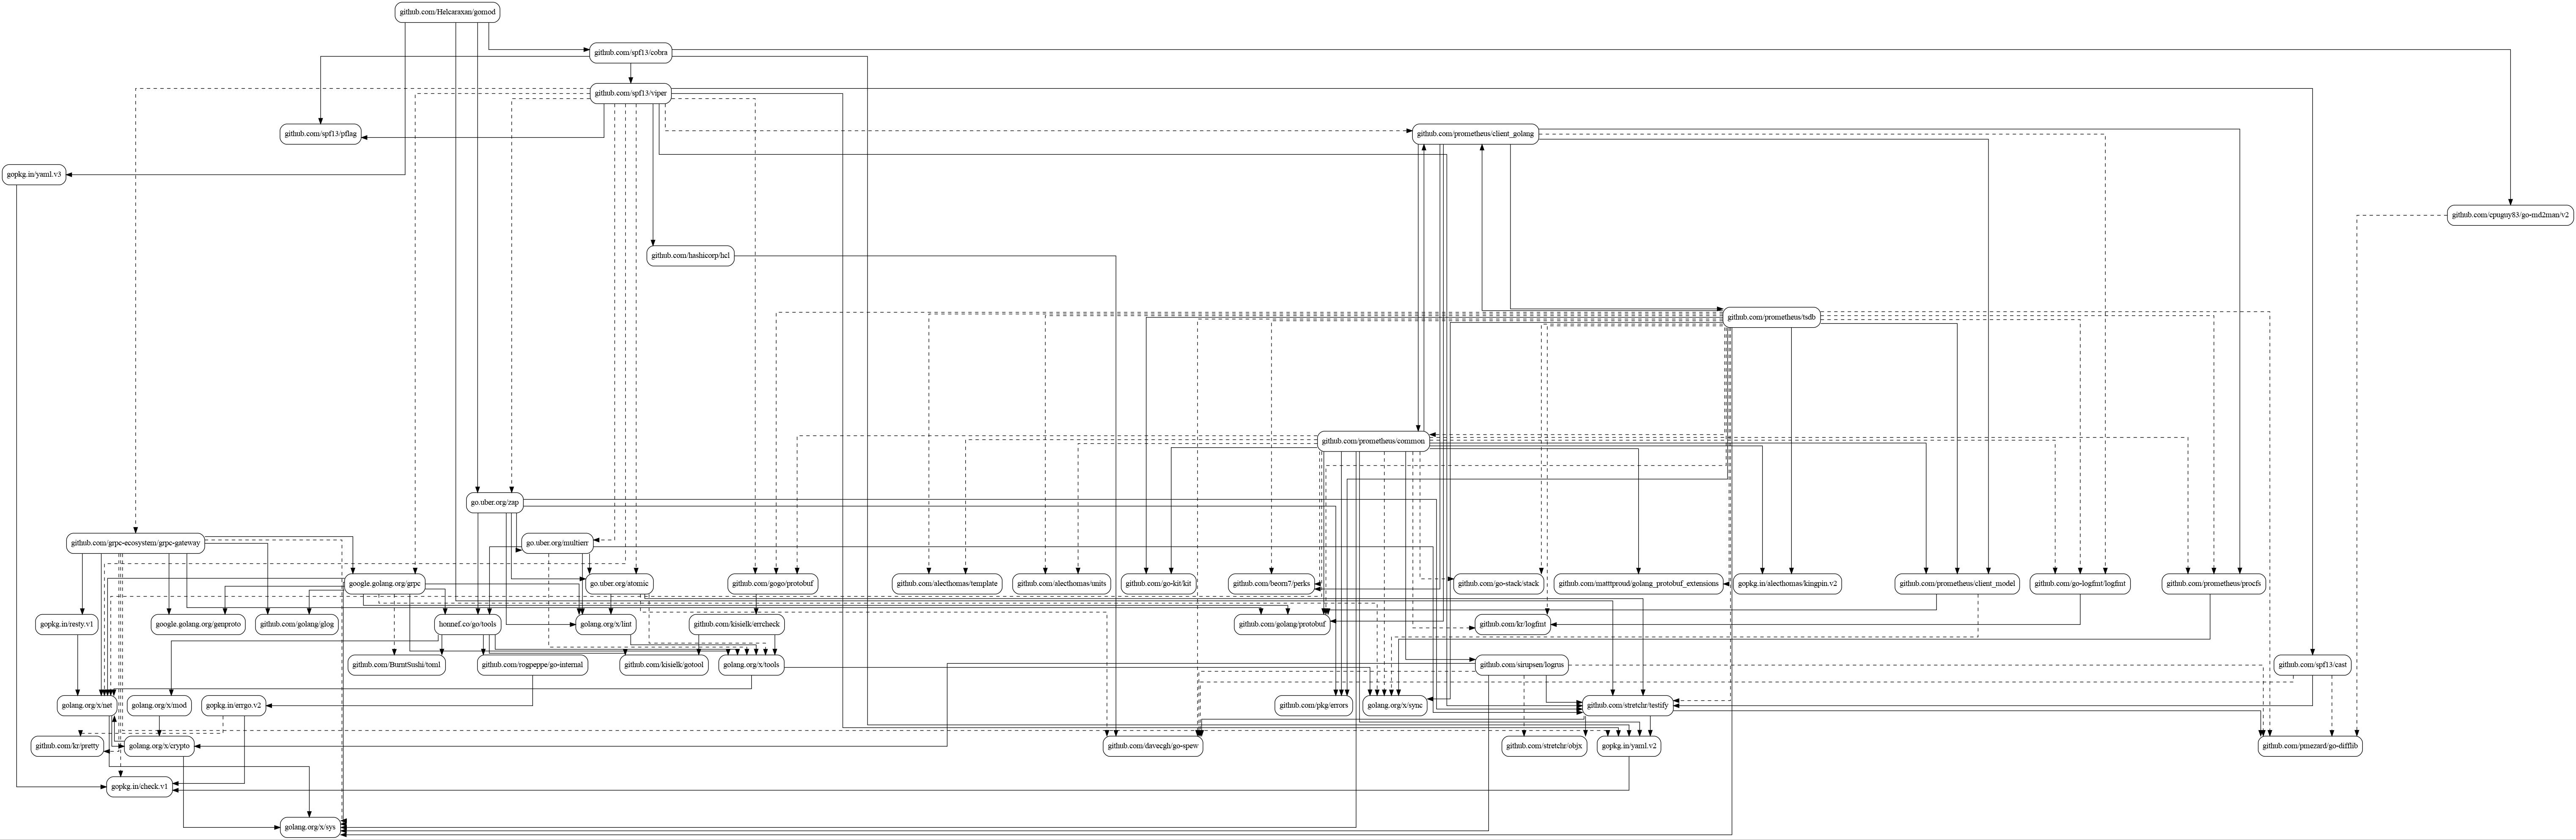 github.com/Helcaraxan/gomod
github.com/spf13/cobra
github.com/spf13/viper
github.com/spf13/pflag
github.com/prometheus/client_golang
gopkg.in/yaml.v3
github.com/cpuguy83/go-md2man/v2
github.com/hashicorp/hcl
github.com/prometheus/tsdb
github.com/prometheus/common
go.uber.org/zap
github.com/grpc-ecosystem/grpc-gateway
go.uber.org/multierr
google.golang.org/grpc
go.uber.org/atomic
github.com/gogo/protobuf
github.com/alecthomas/template
github.com/alecthomas/units
github.com/go-kit/kit
github.com/beorn7/perks
github.com/go-stack/stack
github.com/matttproud/golang_protobuf_extensions
gopkg.in/alecthomas/kingpin.v2
github.com/prometheus/client_model
github.com/go-logfmt/logfmt
github.com/prometheus/procfs
gopkg.in/resty.v1
google.golang.org/genproto
github.com/golang/glog
honnef.co/go/tools
golang.org/x/lint
github.com/kisielk/errcheck
github.com/golang/protobuf
github.com/kr/logfmt
github.com/BurntSushi/toml
github.com/rogpeppe/go-internal
github.com/kisielk/gotool
golang.org/x/tools
github.com/sirupsen/logrus
github.com/spf13/cast
golang.org/x/net
golang.org/x/mod
gopkg.in/errgo.v2
github.com/pkg/errors
golang.org/x/sync
github.com/stretchr/testify
github.com/kr/pretty
golang.org/x/crypto
github.com/davecgh/go-spew
github.com/stretchr/objx
gopkg.in/yaml.v2
github.com/pmezard/go-difflib
gopkg.in/check.v1
golang.org/x/sys